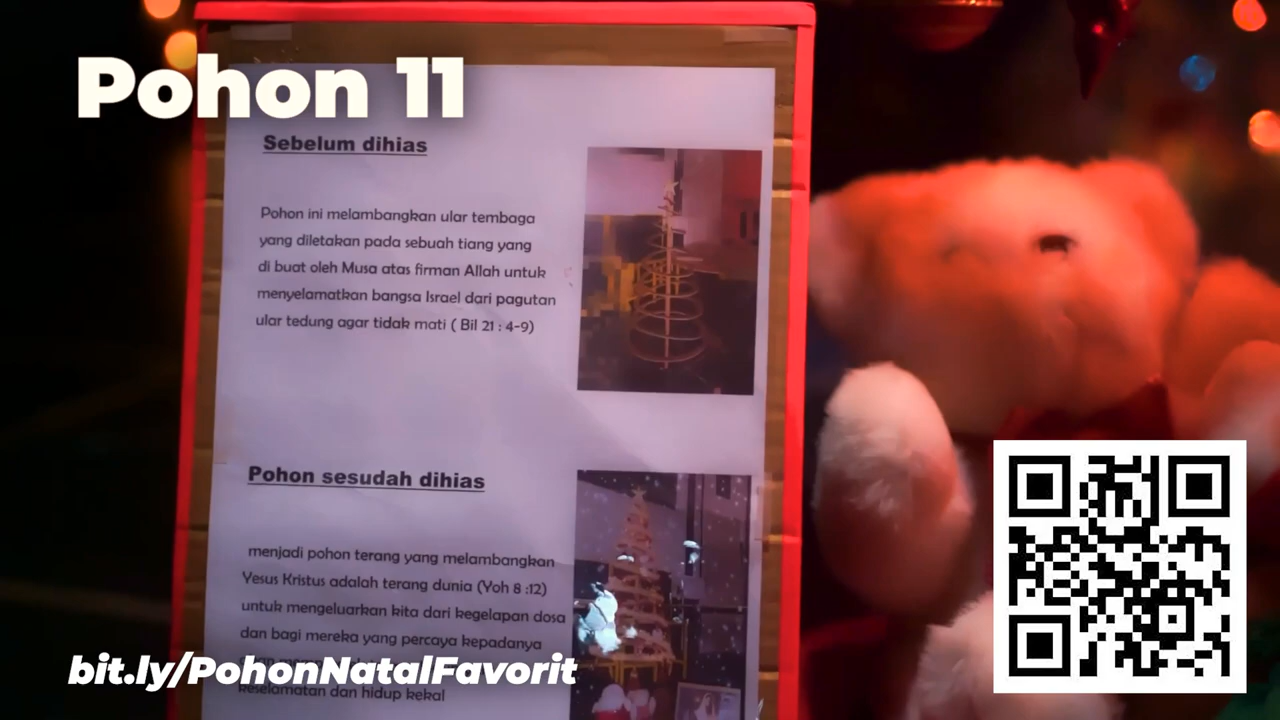 Pohon 11
Sebelum dihias
Pohon ini melambangkan ular tembaga
yang diletakan pada sebuah tiang yang
di buat oleh Musa atas firman Allah untuk
menyelamatkan bangsa Israel dari pagutan
ular tedung agar tidak mati ( Bil 21 : 4-9)
Pohon sesudah dihias
menjadi pohon terang yang melambangkan
Yesus Kristus adalah terang dunia (Yoh 8 :12)
untuk mengeluarkan kita dari kegelapan dosa
dan bagi mereka yang percaya kepadanya
bit.ly/PohonNatalFavorit
keselamatan dan hidup kekal